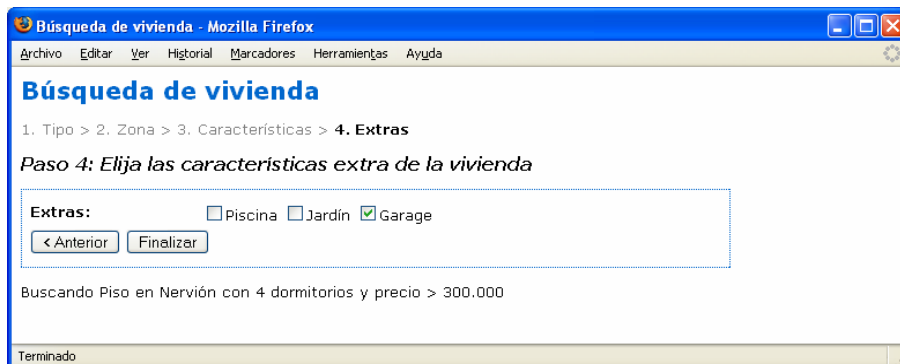 Búsqueda de vivienda - Mozilla Firefox
Archivo Editar Ver Historial Marcadores Herramientas Ayuda
Búsqueda de vivienda
1. Tipo > 2. Zona > 3. Características > 4. Extras
Paso 4: Elija las características extra de la vivienda
Extras: Piscina Jardín Garage
< Anterior Finalizar
Buscando Piso en Nervión con 4 dormitorios y precio > 300.000
Terminado